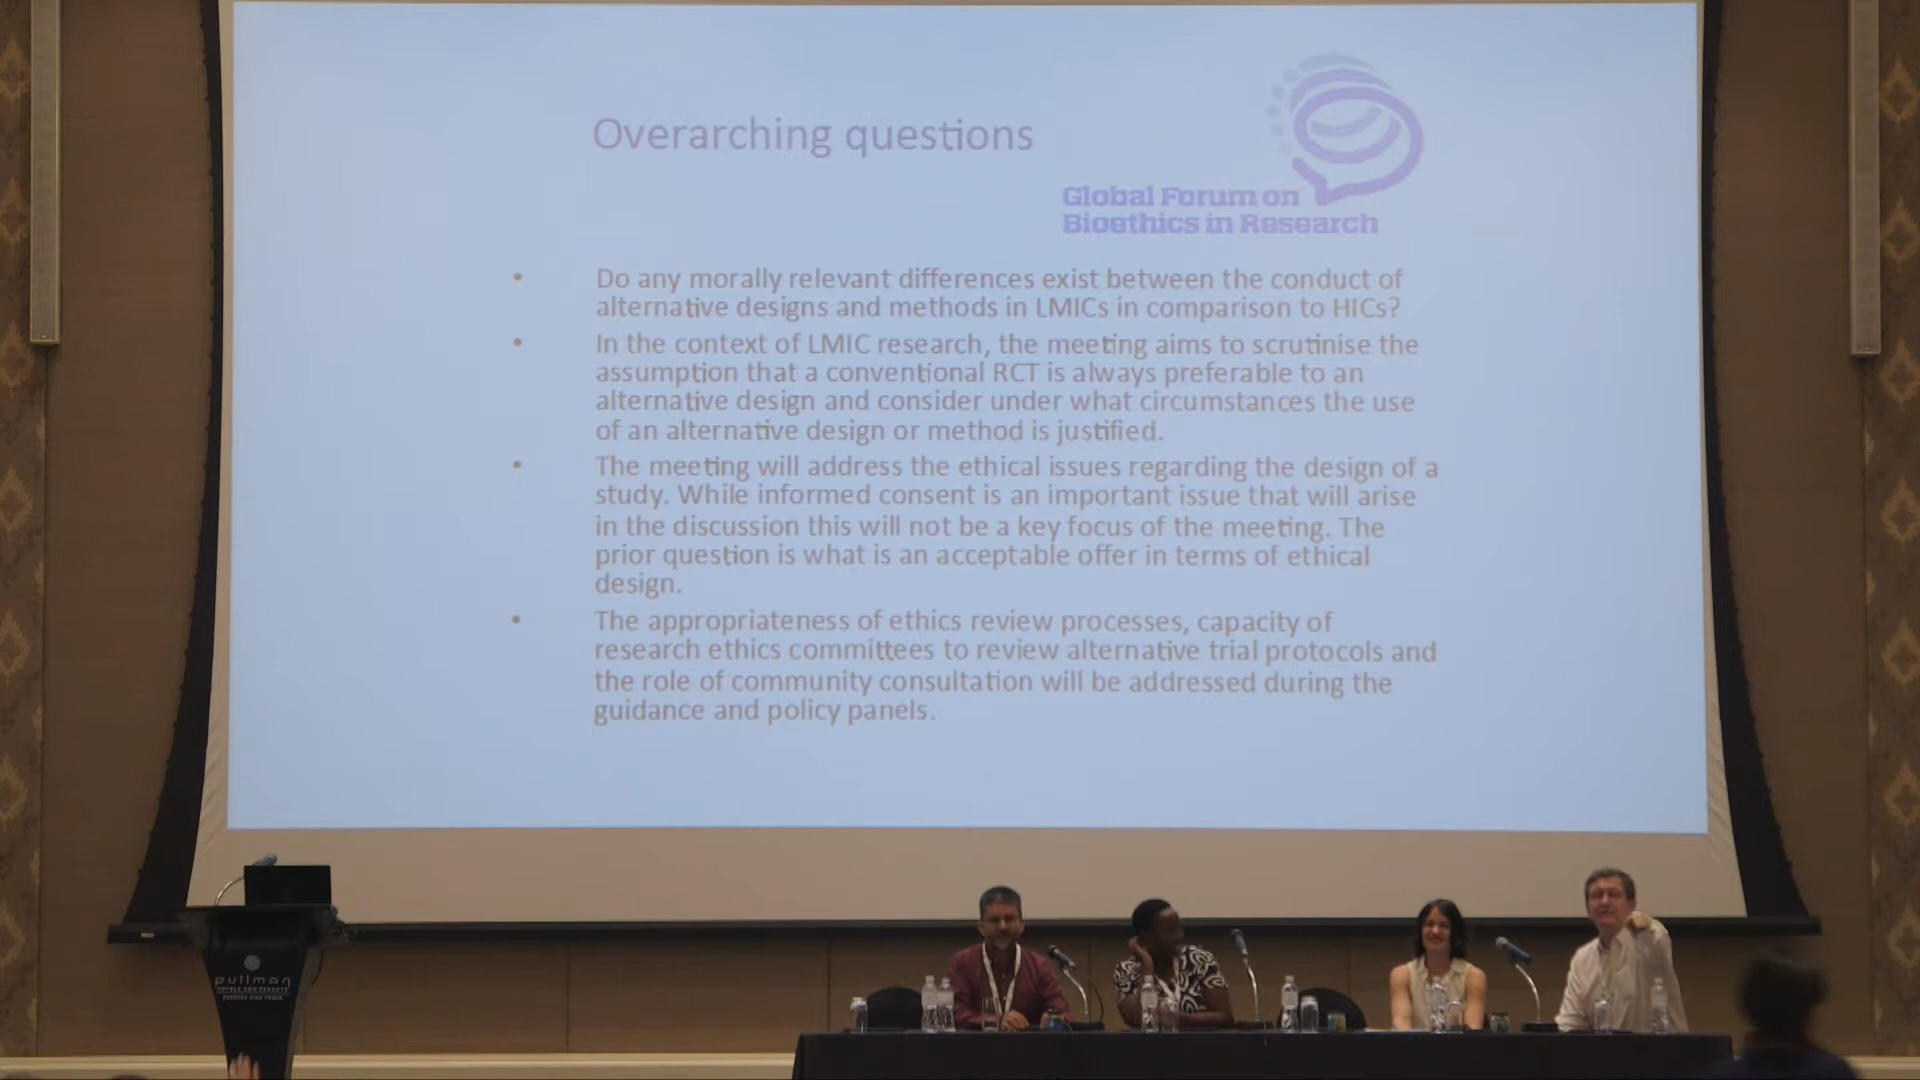 Overarching questions
Global Forum on
Bioethics in Research
• Do any morally relevant differences exist between the conduct of
alternative designs and methods in LMICs in comparison to HICs?
• In the context of LMIC research, the meeting aims to scrutinise the
assumption that a conventional RCT is always preferable to an
alternative design and consider under what circumstances the use
of an alternative design or method is justified.
• The meeting will address the ethical issues regarding the design of a
study. While informed consent is an important issue that will arise
in the discussion this will not be a key focus of the meeting. The
prior question is what is an acceptable offer in terms of ethical
design.
• The appropriateness of ethics review processes, capacity of
research ethics committees to review alternative trial protocols and
the role of community consultation will be addressed during the
guidance and policy panels.
pullman
HOTELS AND RESORTS